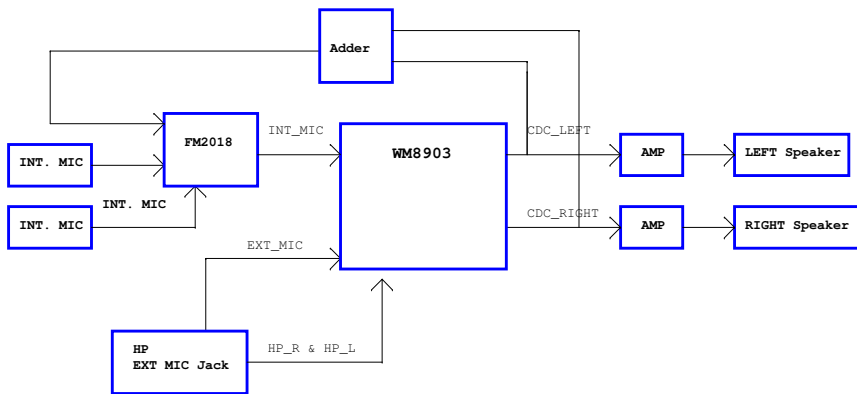 Adder
FM2018
INT_MIC
CDC_LEFT
WM8903
AMP
LEFT Speaker
INT. MIC
INT. MIC
INT. MIC
CDC_RIGHT
AMP
RIGHT Speaker
EXT_MIC
HP
EXT MIC Jack
HP_R & HP_L